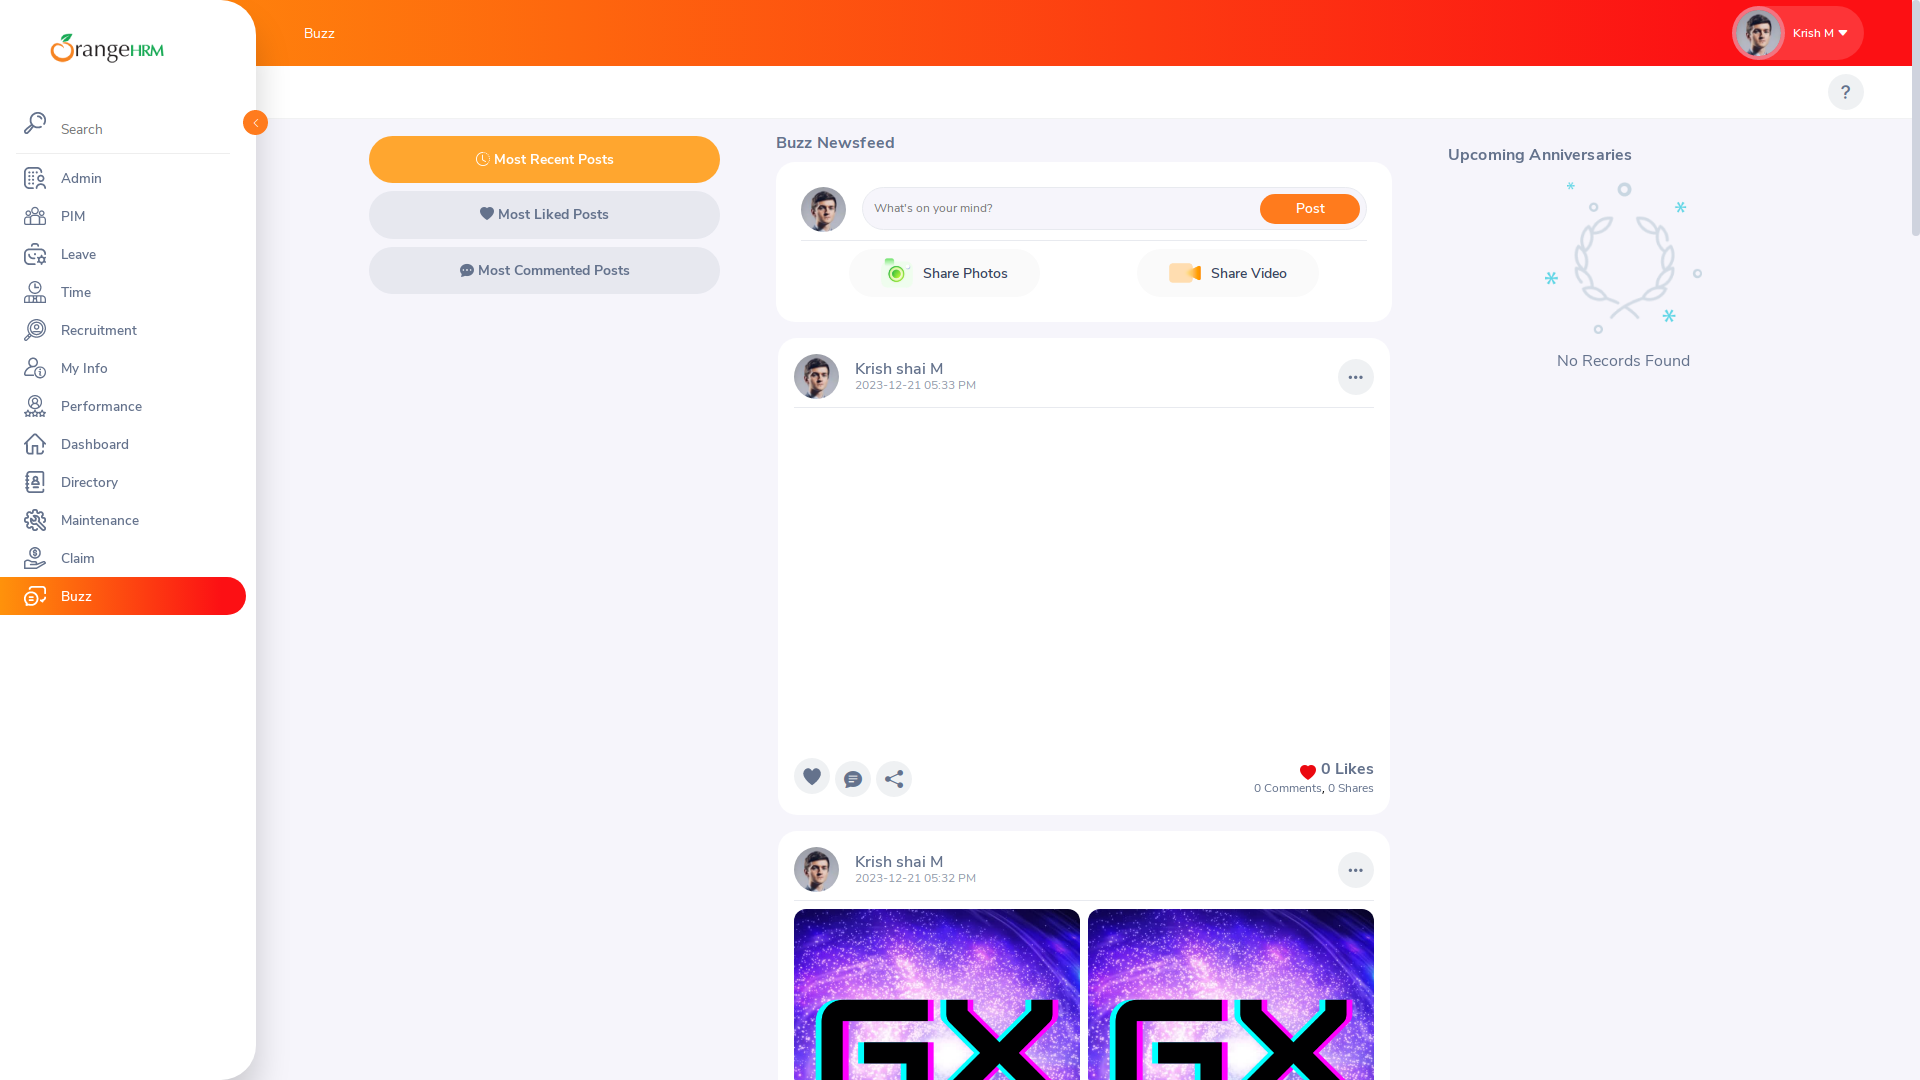 OrangeHRM
Search
Admin
PIM
Leave
Time
Recruitment
My Info
Performance
Dashboard
Directory
Maintenance
Claim
Buzz
Buzz
Krish M
?
Most Recent Posts
Most Liked Posts
Most Commented Posts
Buzz Newsfeed
What's on your mind?
Post
Share Photos
Share Video
Krish shai M
2023-12-21 05:33 PM
0 Likes
0 Comments, 0 Shares
Krish shai M
2023-12-21 05:32 PM
GX
GX
Upcoming Anniversaries
No Records Found